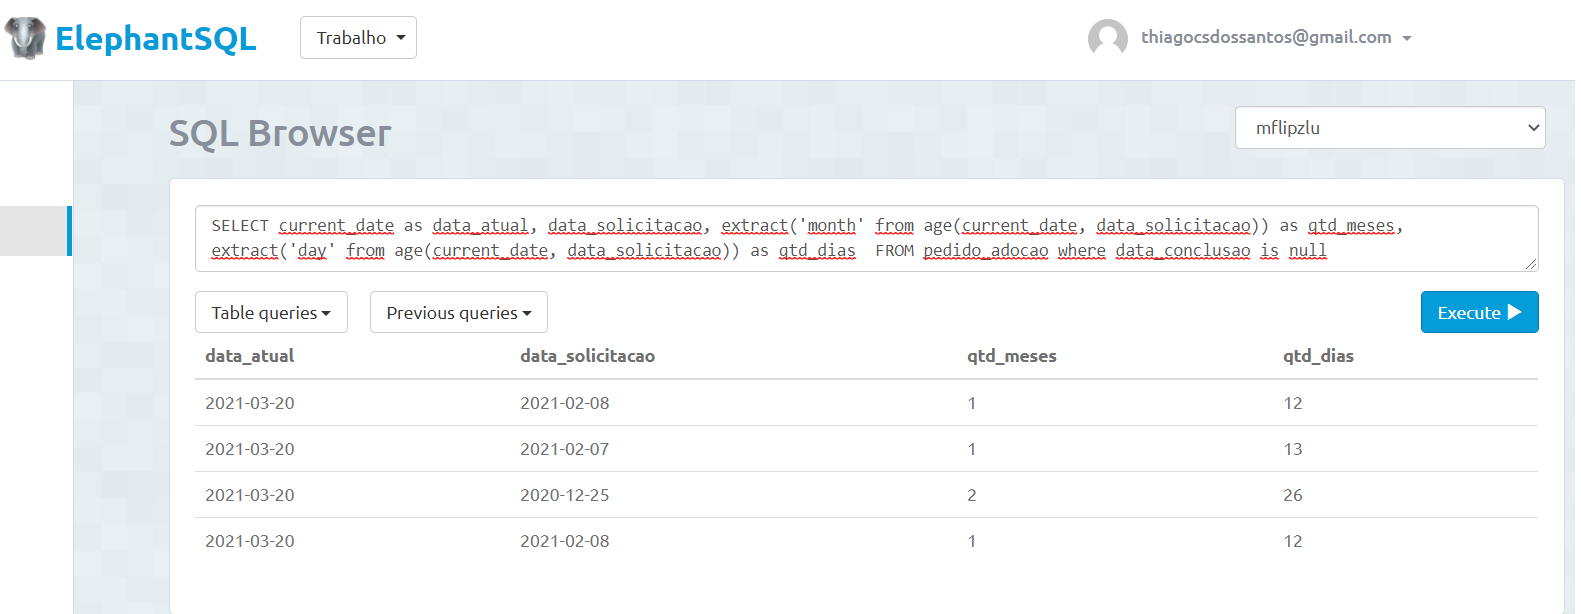 ElephantSQL
Trabalho
thiagocsdossantos@gmail.com
SQL Browser
mflipzlu
SELECT current_date as data_atual, data_solicitacao, extract('month' from age(current_date, data_solicitacao)) as qtd_meses,
extract('day' from age(current_date, data_solicitacao)) as qtd_dias  FROM pedido_adocao where data_conclusao is null
Table queries Previous queries Execute
data_atual data_solicitacao qtd_meses qtd_dias
2021-03-20 2021-02-08 1 12
2021-03-20 2021-02-07 1 13
2021-03-20 2020-12-25 2 26
2021-03-20 2021-02-08 1 12